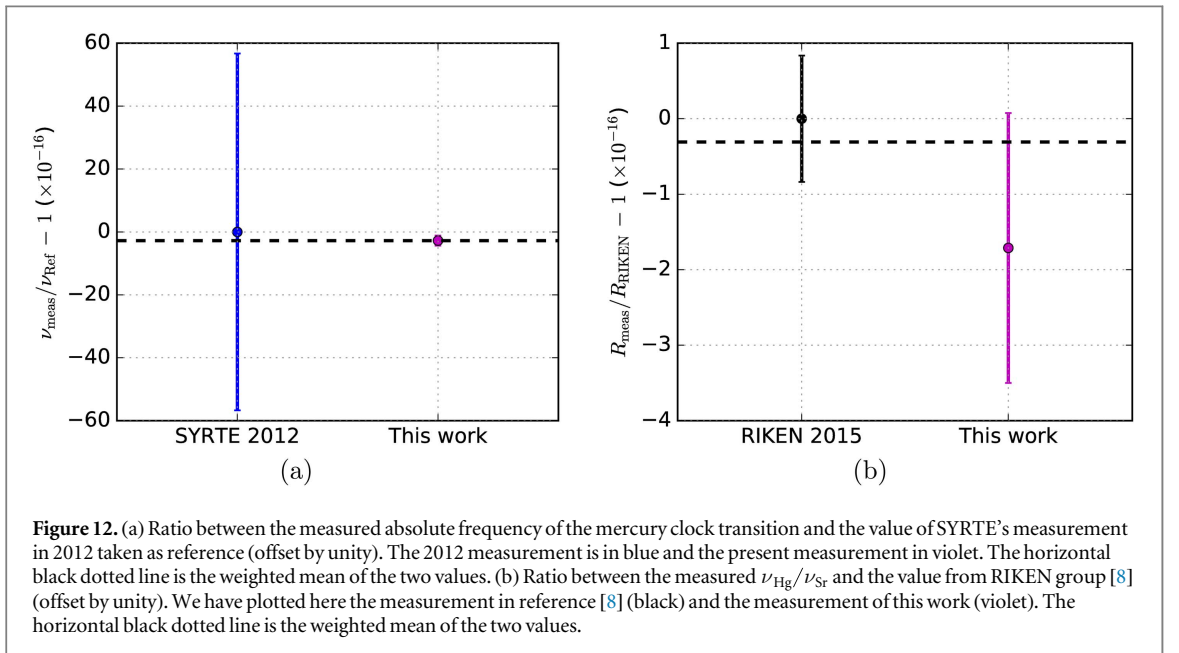 60
40
20
0
−20
−40
−60
ν_meas/ν_Ref − 1 (×10^−16)
SYRTE 2012 This work
(a)
1
0
−1
−2
−3
−4
R_meas/R_RIKEN − 1 (×10^−16)
RIKEN 2015 This work
(b)
Figure 12. (a) Ratio between the measured absolute frequency of the mercury clock transition and the value of SYRTE's measurement
in 2012 taken as reference (offset by unity). The 2012 measurement is in blue and the present measurement in violet. The horizontal
black dotted line is the weighted mean of the two values. (b) Ratio between the measured ν_Hg/ν_Sr and the value from RIKEN group [8]
(offset by unity). We have plotted here the measurement in reference [8] (black) and the measurement of this work (violet). The
horizontal black dotted line is the weighted mean of the two values.